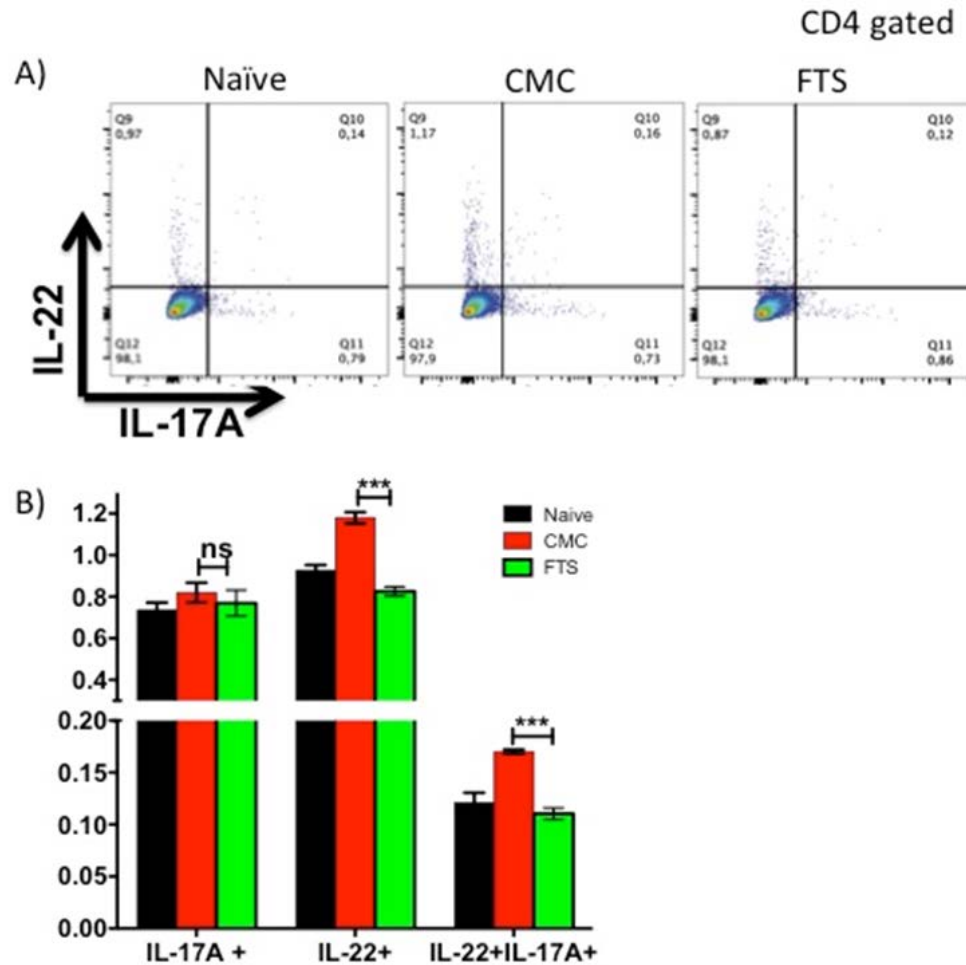 CD4 gated
A)
Naïve
CMC
FTS
Q9
0,97
Q10
0,14
Q9
1,17
Q10
0,16
Q9
0,87
Q10
0,12
Q12
98,1
Q11
0,79
Q12
97,9
Q11
0,73
Q12
98,1
Q11
0,86
IL-22
IL-17A
B)
***
1.2
1.0
0.8
0.6
0.4
ns
Naive
CMC
FTS
***
0.20
0.15
0.10
0.05
0.00
IL-17A +
IL-22+
IL-22+IL-17A+